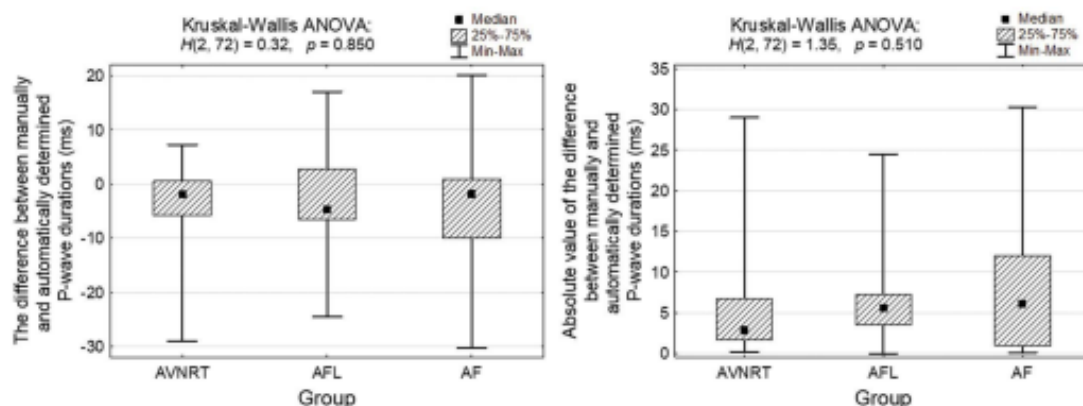 Kruskal-Wallis ANOVA:
H(2, 72) = 0.32, p = 0.850
Median
25%-75%
Min-Max
The difference between manually
and automatically determined
P-wave durations (ms)
20
10
0
-10
-20
-30
AVNRT AFL AF
Group
Kruskal-Wallis ANOVA:
H(2, 72) = 1.35, p = 0.510
Median
25%-75%
Min-Max
Absolute value of the difference
between manually and
automatically determined
P-wave durations (ms)
35
30
25
20
15
10
5
0
AVNRT AFL AF
Group